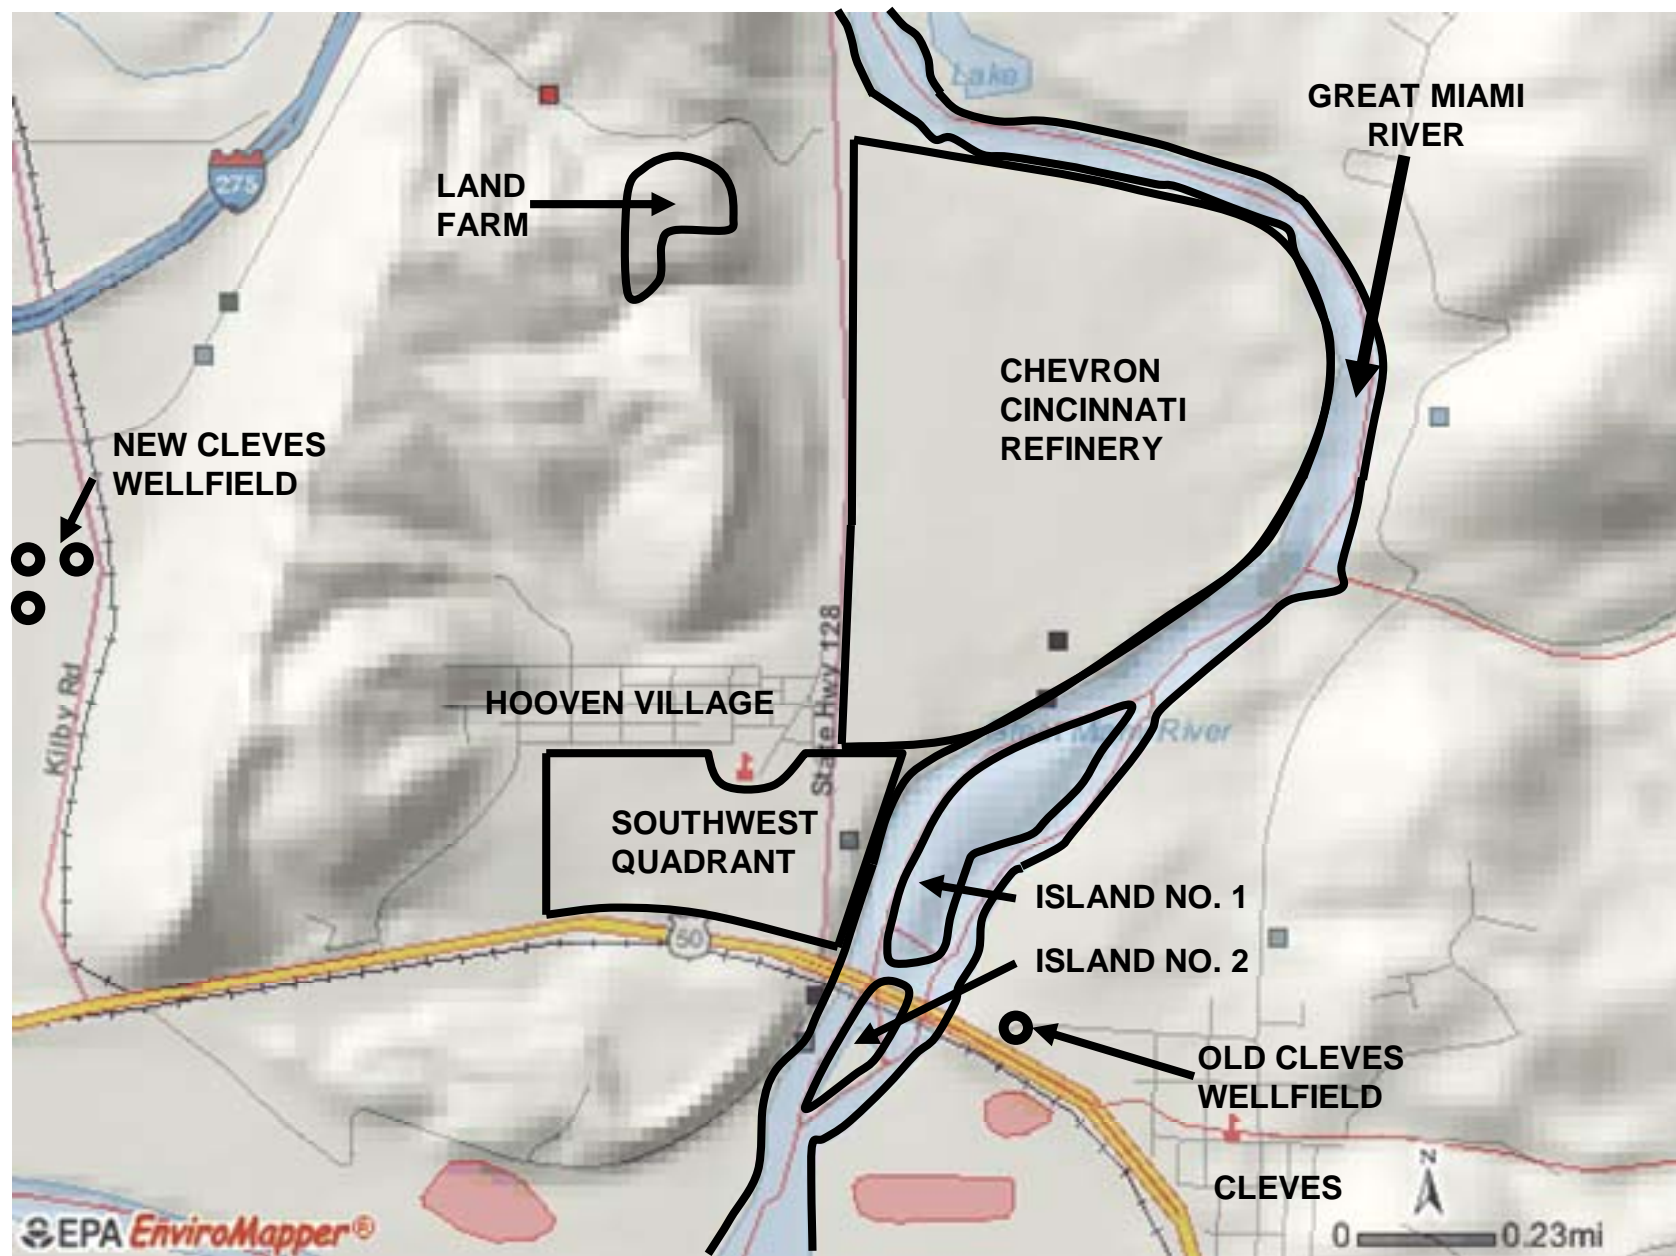 Lake
GREAT MIAMI
RIVER
275
LAND
FARM
CHEVRON
CINCINNATI
REFINERY
NEW CLEVES
WELLFIELD
State Hwy 128
Kilby Rd
HOOVEN VILLAGE
River
SOUTHWEST
QUADRANT
ISLAND NO. 1
50
ISLAND NO. 2
OLD CLEVES
WELLFIELD
CLEVES
N
EPA EnviroMapper®
0 0.23mi